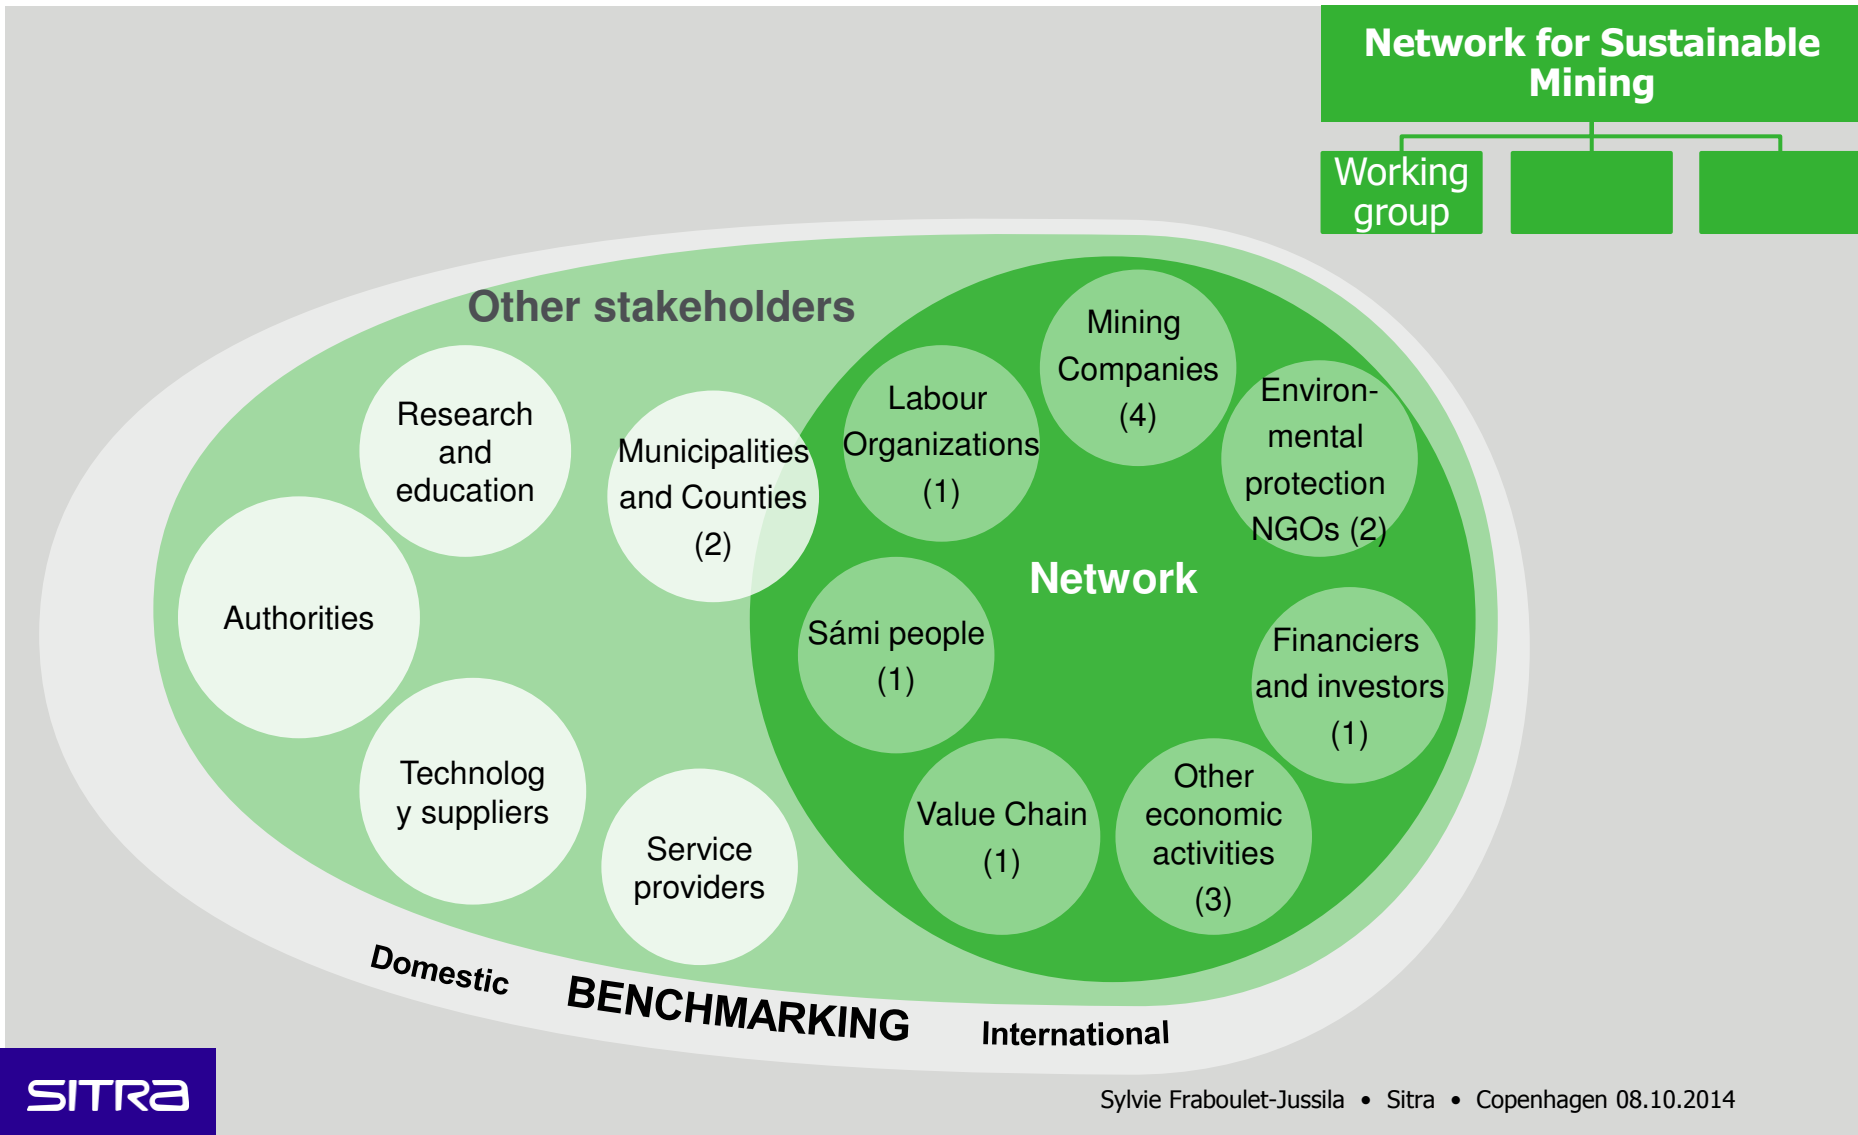 Network for Sustainable
Mining
Working
group
Other stakeholders
Mining
Companies
(4)
Labour
Organizations
(1)
Environ-
mental
protection
NGOs (2)
Research
and
education
Municipalities
and Counties
(2)
Network
Authorities
Sámi people
(1)
Financiers
and investors
(1)
Technolog
y suppliers
Service
providers
Value Chain
(1)
Other
economic
activities
(3)
Domestic
BENCHMARKING
International
SITRA
Sylvie Fraboulet-Jussila • Sitra • Copenhagen 08.10.2014